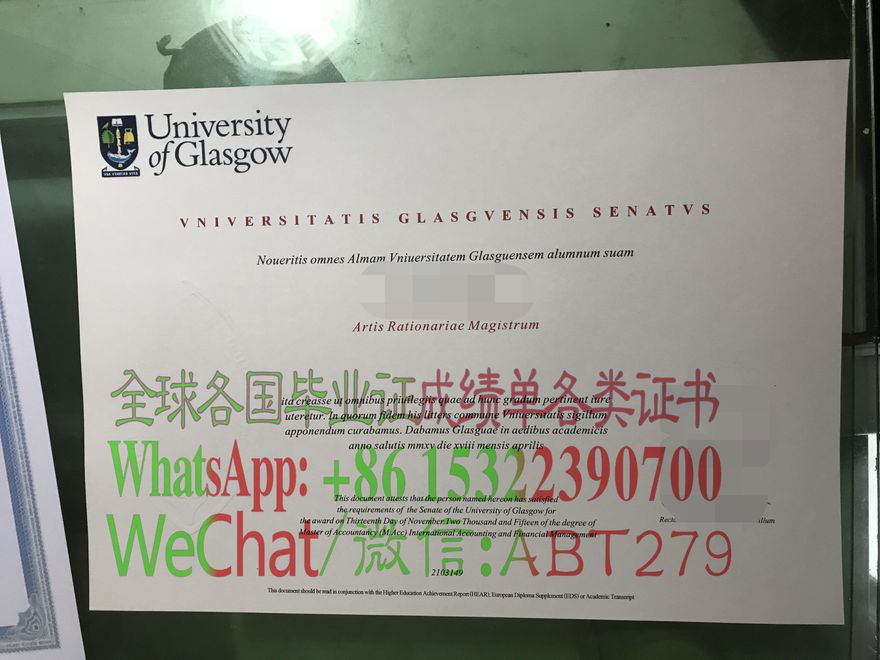 University
of Glasgow
VIA VERITAS VITA
VNIVERSITATIS GLASGVENSIS SENATVS
Noueritis omnes Almam Vniuersitatem Glasguensem alumnum suam
Artis Rationariae Magistrum
全球各国毕业证成绩单各类证书
ita creasse ut omnibus priuilegiis quae ad hunc gradum pertinent iure
uteretur. In quorum fidem his litters commune Vniuersitatis sigillum
apponendum curabamus. Dabamus Glasguae in aedibus academicis
anno salutis mmxv die xviii mensis aprilis
WhatsApp: +86 15322390700
This document attests that the person named hereon has satisfied
the requirements of the Senate of the University of Glasgow for
the award on Thirteenth Day of November.Two Thousand and Fifteen of the degree of
Master of Accountancy (M.Acc) International Accounting and Financial Management
WeChat/微信:ABT279
2103149
This document should be read in conjunction with the Higher Education Achievement Report (HEAR), European Diploma Supplement (EDS) or Academic Transcript